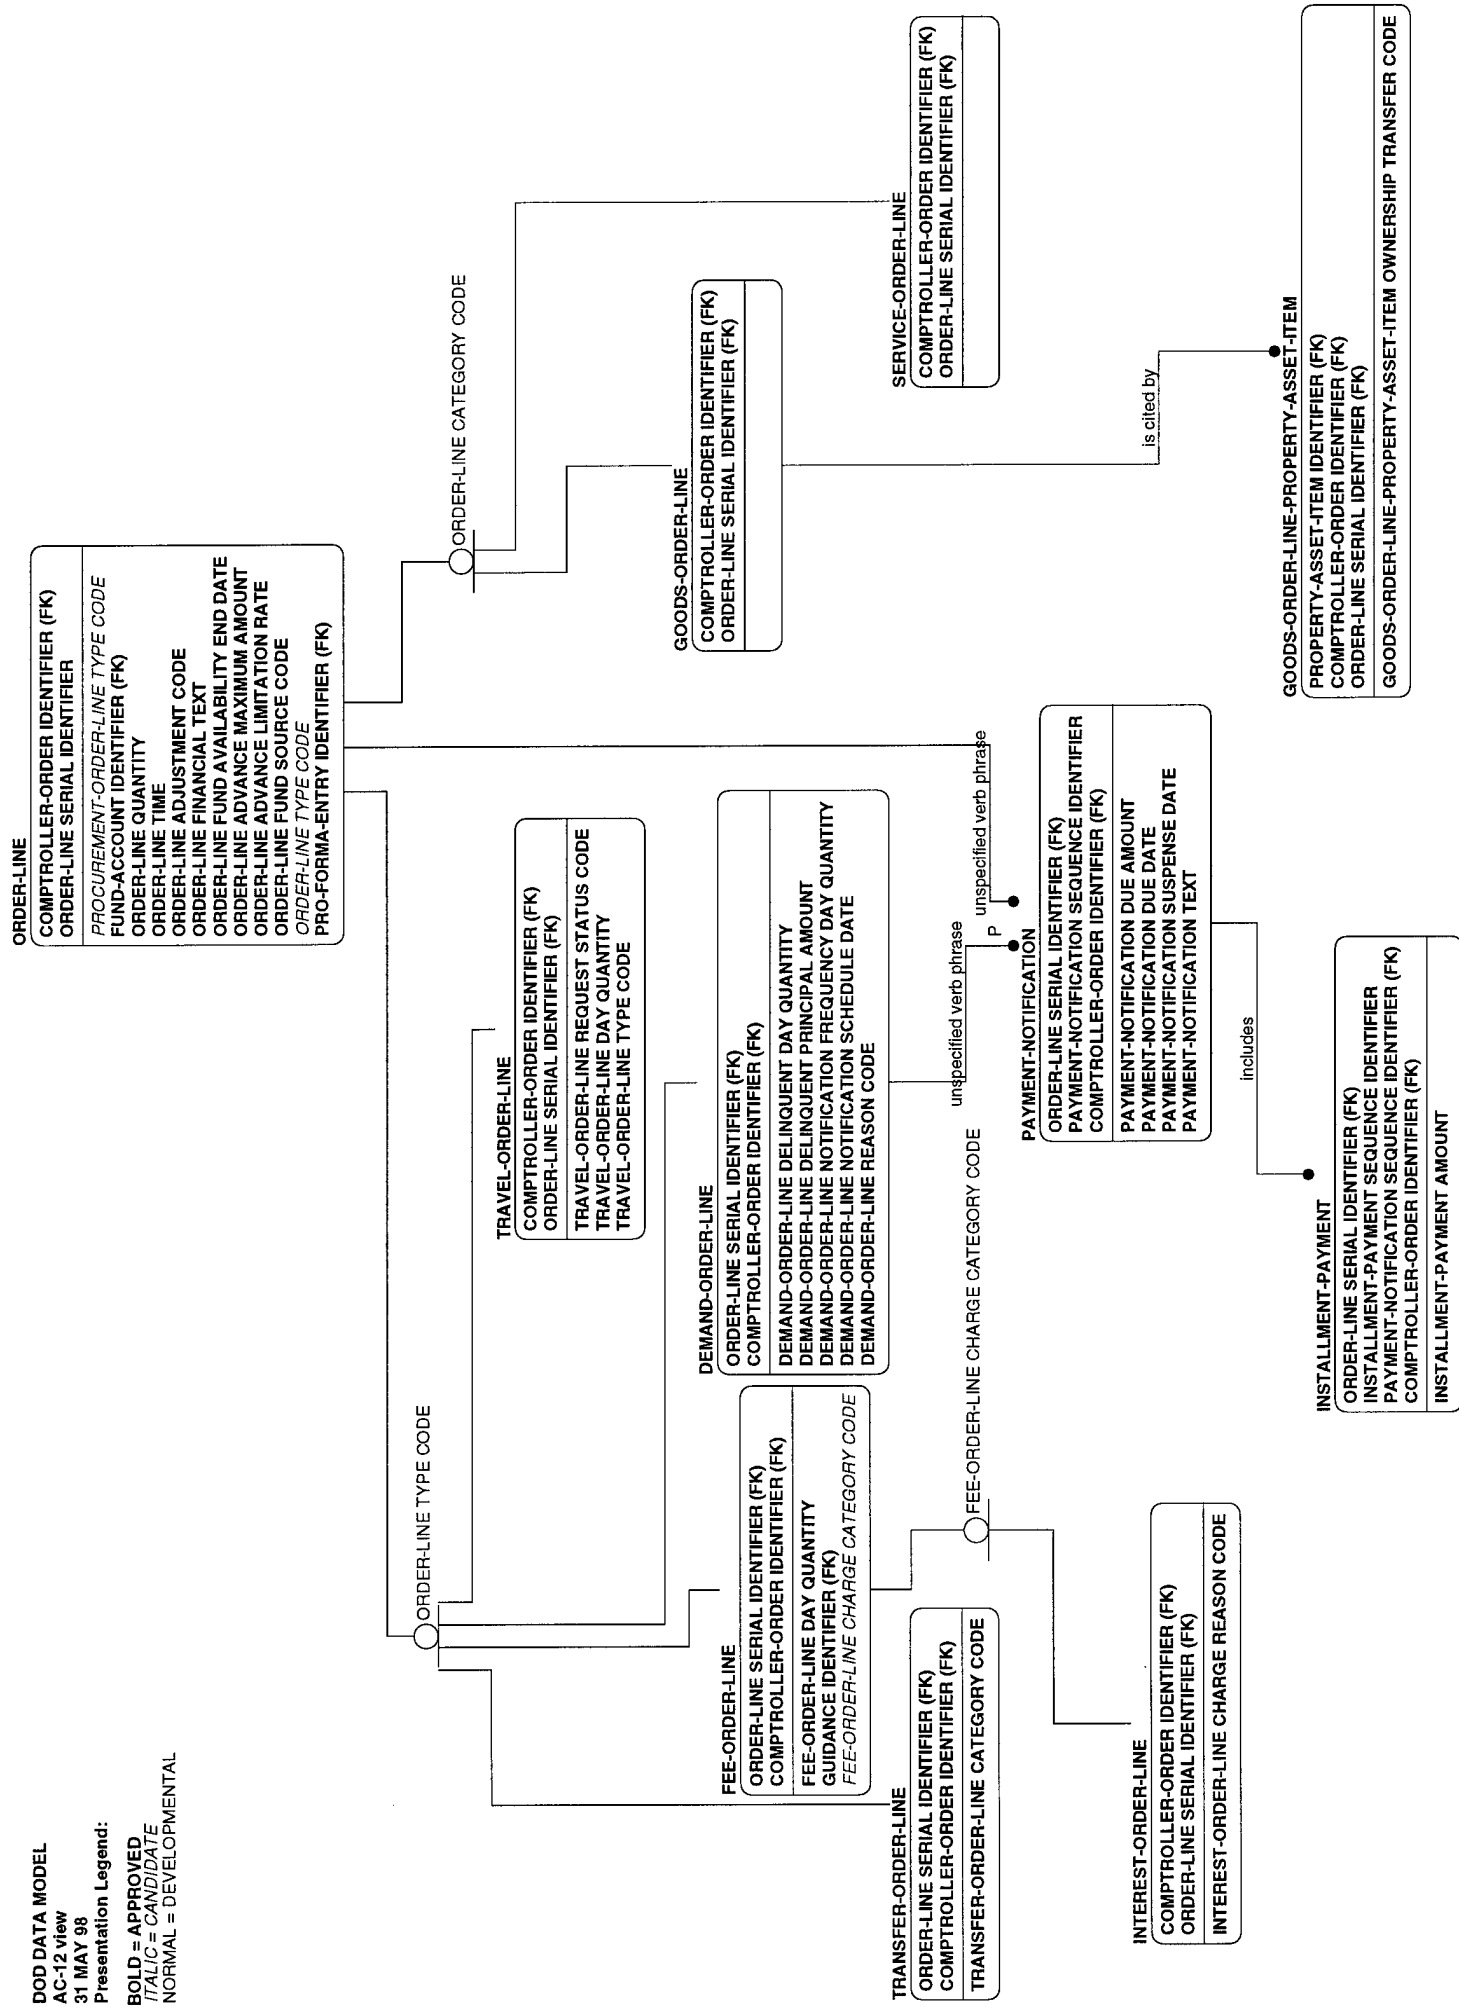 DOD DATA MODEL
AC-12 view
31 MAY 98
Presentation Legend:
BOLD = APPROVED
ITALIC = CANDIDATE
NORMAL = DEVELOPMENTAL
ORDER-LINE
COMPTROLLER-ORDER IDENTIFIER (FK)
ORDER-LINE SERIAL IDENTIFIER
PROCUREMENT-ORDER-LINE TYPE CODE
FUND-ACCOUNT IDENTIFIER (FK)
ORDER-LINE QUANTITY
ORDER-LINE TIME
ORDER-LINE ADJUSTMENT CODE
ORDER-LINE FINANCIAL TEXT
ORDER-LINE FUND AVAILABILITY END DATE
ORDER-LINE ADVANCE MAXIMUM AMOUNT
ORDER-LINE ADVANCE LIMITATION RATE
ORDER-LINE FUND SOURCE CODE
ORDER-LINE TYPE CODE
PRO-FORMA-ENTRY IDENTIFIER (FK)
ORDER-LINE TYPE CODE
ORDER-LINE CATEGORY CODE
TRAVEL-ORDER-LINE
COMPTROLLER-ORDER IDENTIFIER (FK)
ORDER-LINE SERIAL IDENTIFIER (FK)
TRAVEL-ORDER-LINE REQUEST STATUS CODE
TRAVEL-ORDER-LINE DAY QUANTITY
TRAVEL-ORDER-LINE TYPE CODE
GOODS-ORDER-LINE
COMPTROLLER-ORDER IDENTIFIER (FK)
ORDER-LINE SERIAL IDENTIFIER (FK)
DEMAND-ORDER-LINE
ORDER-LINE SERIAL IDENTIFIER (FK)
COMPTROLLER-ORDER IDENTIFIER (FK)
DEMAND-ORDER-LINE DELINQUENT DAY QUANTITY
DEMAND-ORDER-LINE DELINQUENT PRINCIPAL AMOUNT
DEMAND-ORDER-LINE NOTIFICATION FREQUENCY DAY QUANTITY
DEMAND-ORDER-LINE NOTIFICATION SCHEDULE DATE
DEMAND-ORDER-LINE REASON CODE
FEE-ORDER-LINE
ORDER-LINE SERIAL IDENTIFIER (FK)
COMPTROLLER-ORDER IDENTIFIER (FK)
FEE-ORDER-LINE DAY QUANTITY
GUIDANCE IDENTIFIER (FK)
FEE-ORDER-LINE CHARGE CATEGORY CODE
TRANSFER-ORDER-LINE
ORDER-LINE SERIAL IDENTIFIER (FK)
COMPTROLLER-ORDER IDENTIFIER (FK)
TRANSFER-ORDER-LINE CATEGORY CODE
SERVICE-ORDER-LINE
COMPTROLLER-ORDER IDENTIFIER (FK)
ORDER-LINE SERIAL IDENTIFIER (FK)
FEE-ORDER-LINE CHARGE CATEGORY CODE
unspecified verb phrase
P
unspecified verb phrase
PAYMENT-NOTIFICATION
ORDER-LINE SERIAL IDENTIFIER (FK)
PAYMENT-NOTIFICATION SEQUENCE IDENTIFIER
COMPTROLLER-ORDER IDENTIFIER (FK)
PAYMENT-NOTIFICATION DUE AMOUNT
PAYMENT-NOTIFICATION DUE DATE
PAYMENT-NOTIFICATION SUSPENSE DATE
PAYMENT-NOTIFICATION TEXT
is cited by
INTEREST-ORDER-LINE
COMPTROLLER-ORDER IDENTIFIER (FK)
ORDER-LINE SERIAL IDENTIFIER (FK)
INTEREST-ORDER-LINE CHARGE REASON CODE
includes
INSTALLMENT-PAYMENT
ORDER-LINE SERIAL IDENTIFIER (FK)
INSTALLMENT-PAYMENT SEQUENCE IDENTIFIER
PAYMENT-NOTIFICATION SEQUENCE IDENTIFIER (FK)
COMPTROLLER-ORDER IDENTIFIER (FK)
INSTALLMENT-PAYMENT AMOUNT
GOODS-ORDER-LINE-PROPERTY-ASSET-ITEM
PROPERTY-ASSET-ITEM IDENTIFIER (FK)
COMPTROLLER-ORDER IDENTIFIER (FK)
ORDER-LINE SERIAL IDENTIFIER (FK)
GOODS-ORDER-LINE-PROPERTY-ASSET-ITEM OWNERSHIP TRANSFER CODE